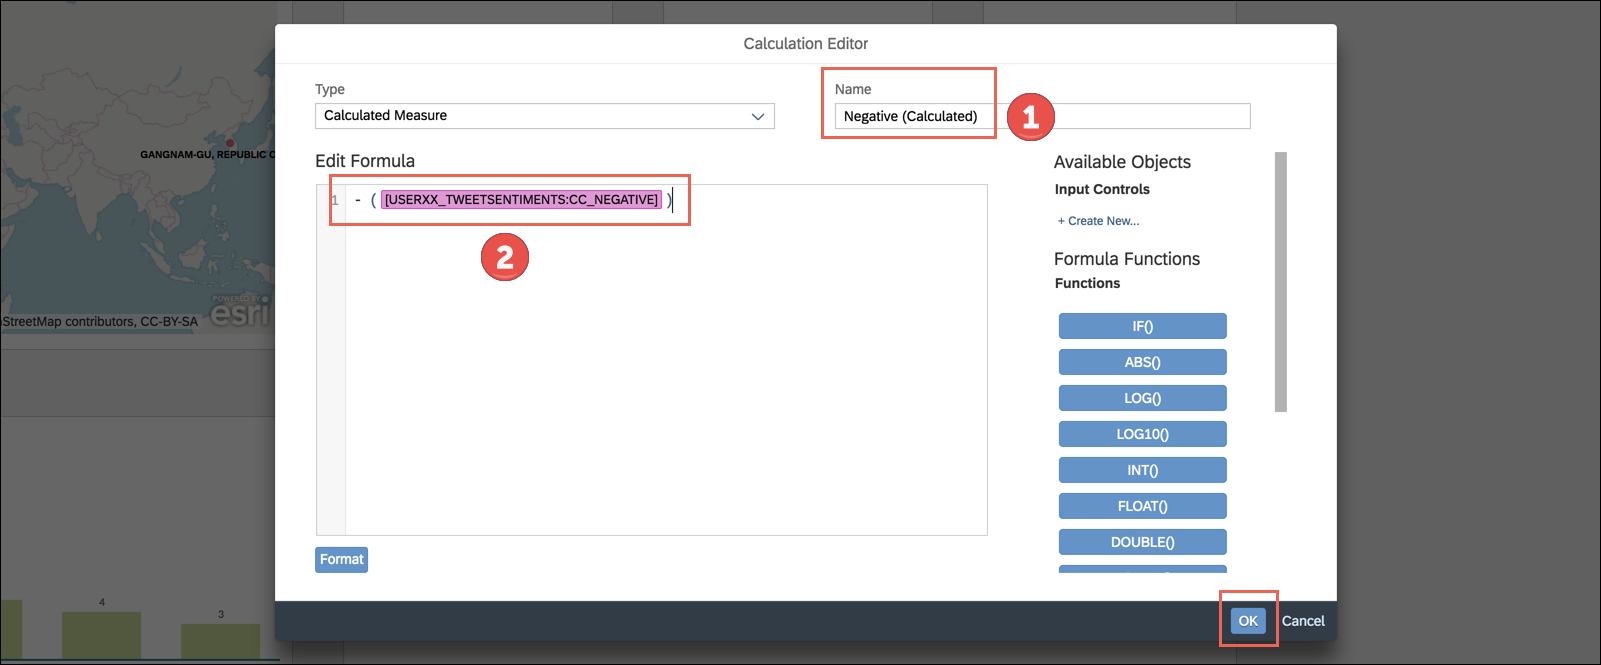 Calculation Editor
Type
Calculated Measure
Name
Negative (Calculated)
1
Edit Formula
1 - ( [USERXX_TWEETSENTIMENTS:CC_NEGATIVE] )
2
Format
Available Objects
Input Controls
+ Create New...
Formula Functions
Functions
IF()
ABS()
LOG()
LOG10()
INT()
FLOAT()
DOUBLE()
OK
Cancel
GANGNAM-GU, REPUBLIC
POWERED BY
esri
StreetMap contributors, CC-BY-SA
4
3